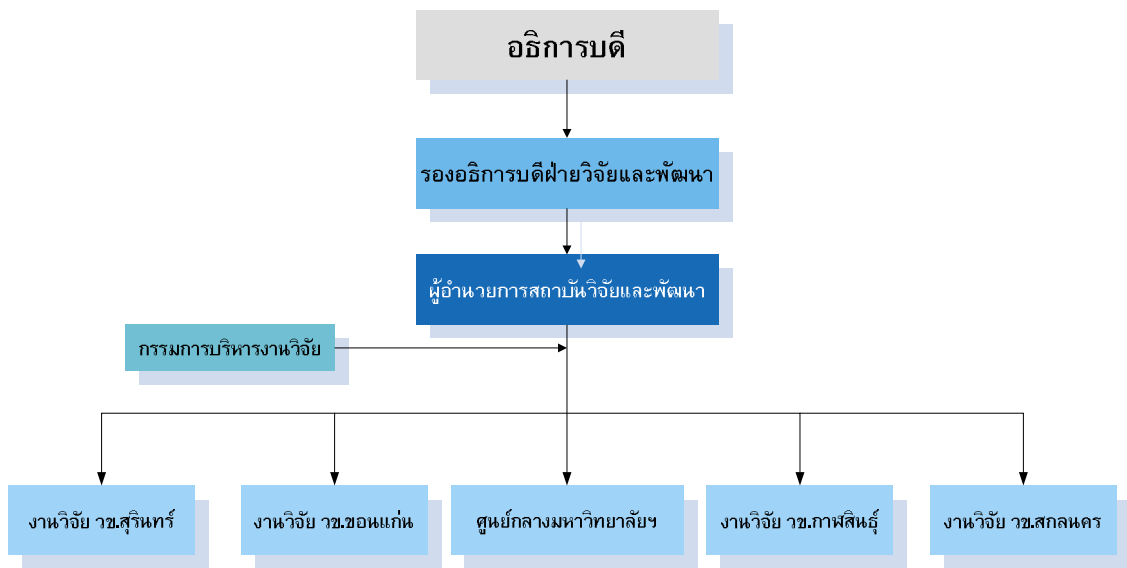 อธิการบดี
รองอธิการบดีฝ่ายวิจัยและพัฒนา
ผู้อำนวยการสถาบันวิจัยและพัฒนา
กรรมการบริหารงานวิจัย
งานวิจัย วข.สุรินทร์
งานวิจัย วข.ขอนแก่น
ศูนย์กลางมหาวิทยาลัยฯ
งานวิจัย วข.กาฬสินธุ์
งานวิจัย วข.สกลนคร